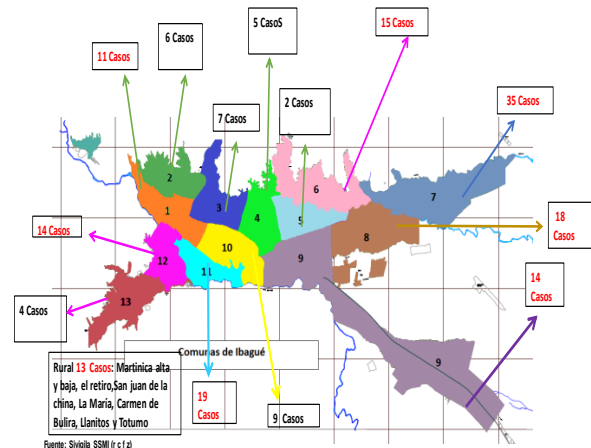 5 CasoS
6 Casos
15 Casos
11 Casos
7 Casos
2 Casos
35 Casos
2
3
6
7
1
4
5
18
Casos
14 Casos
10
8
12
11
9
14
Casos
13
4 Casos
Comunas de Ibagué
9
Rural 13 Casos: Martinica alta
y baja, el retiro,San juan de la
china, La María, Carmen de
Bulira, Llanitos y Totumo
19
Casos
9 Casos
Fuente: Sivigila SSMI (r c f z)